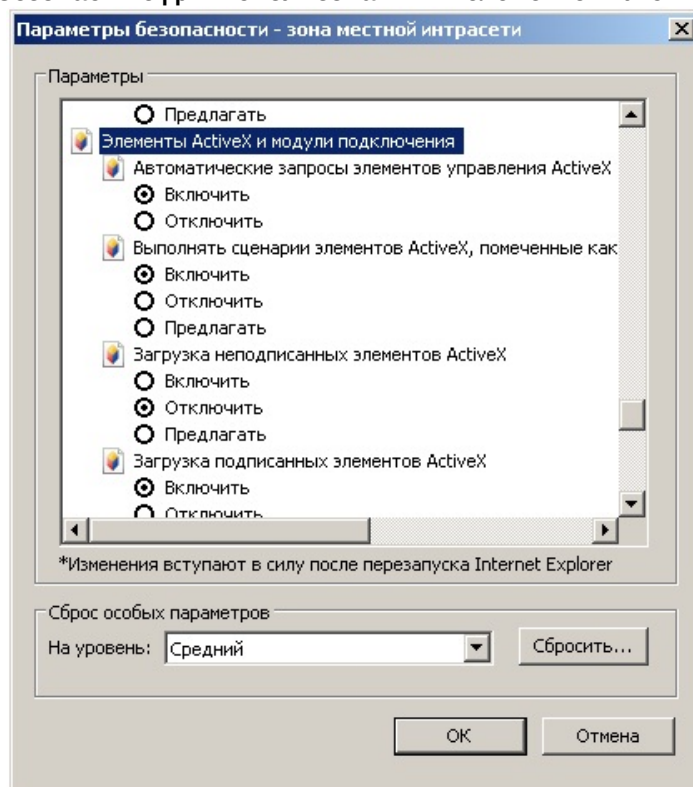 Параметры безопасности - зона местной интрасети
Параметры
Предлагать
Элементы ActiveX и модули подключения
Автоматические запросы элементов управления ActiveX
Включить
Отключить
Выполнять сценарии элементов ActiveX, помеченные как
Включить
Отключить
Предлагать
Загрузка неподписанных элементов ActiveX
Включить
Отключить
Предлагать
Загрузка подписанных элементов ActiveX
Включить
Отключить
*Изменения вступают в силу после перезапуска Internet Explorer
Сброс особых параметров
На уровень: Средний Сбросить...
ОК Отмена